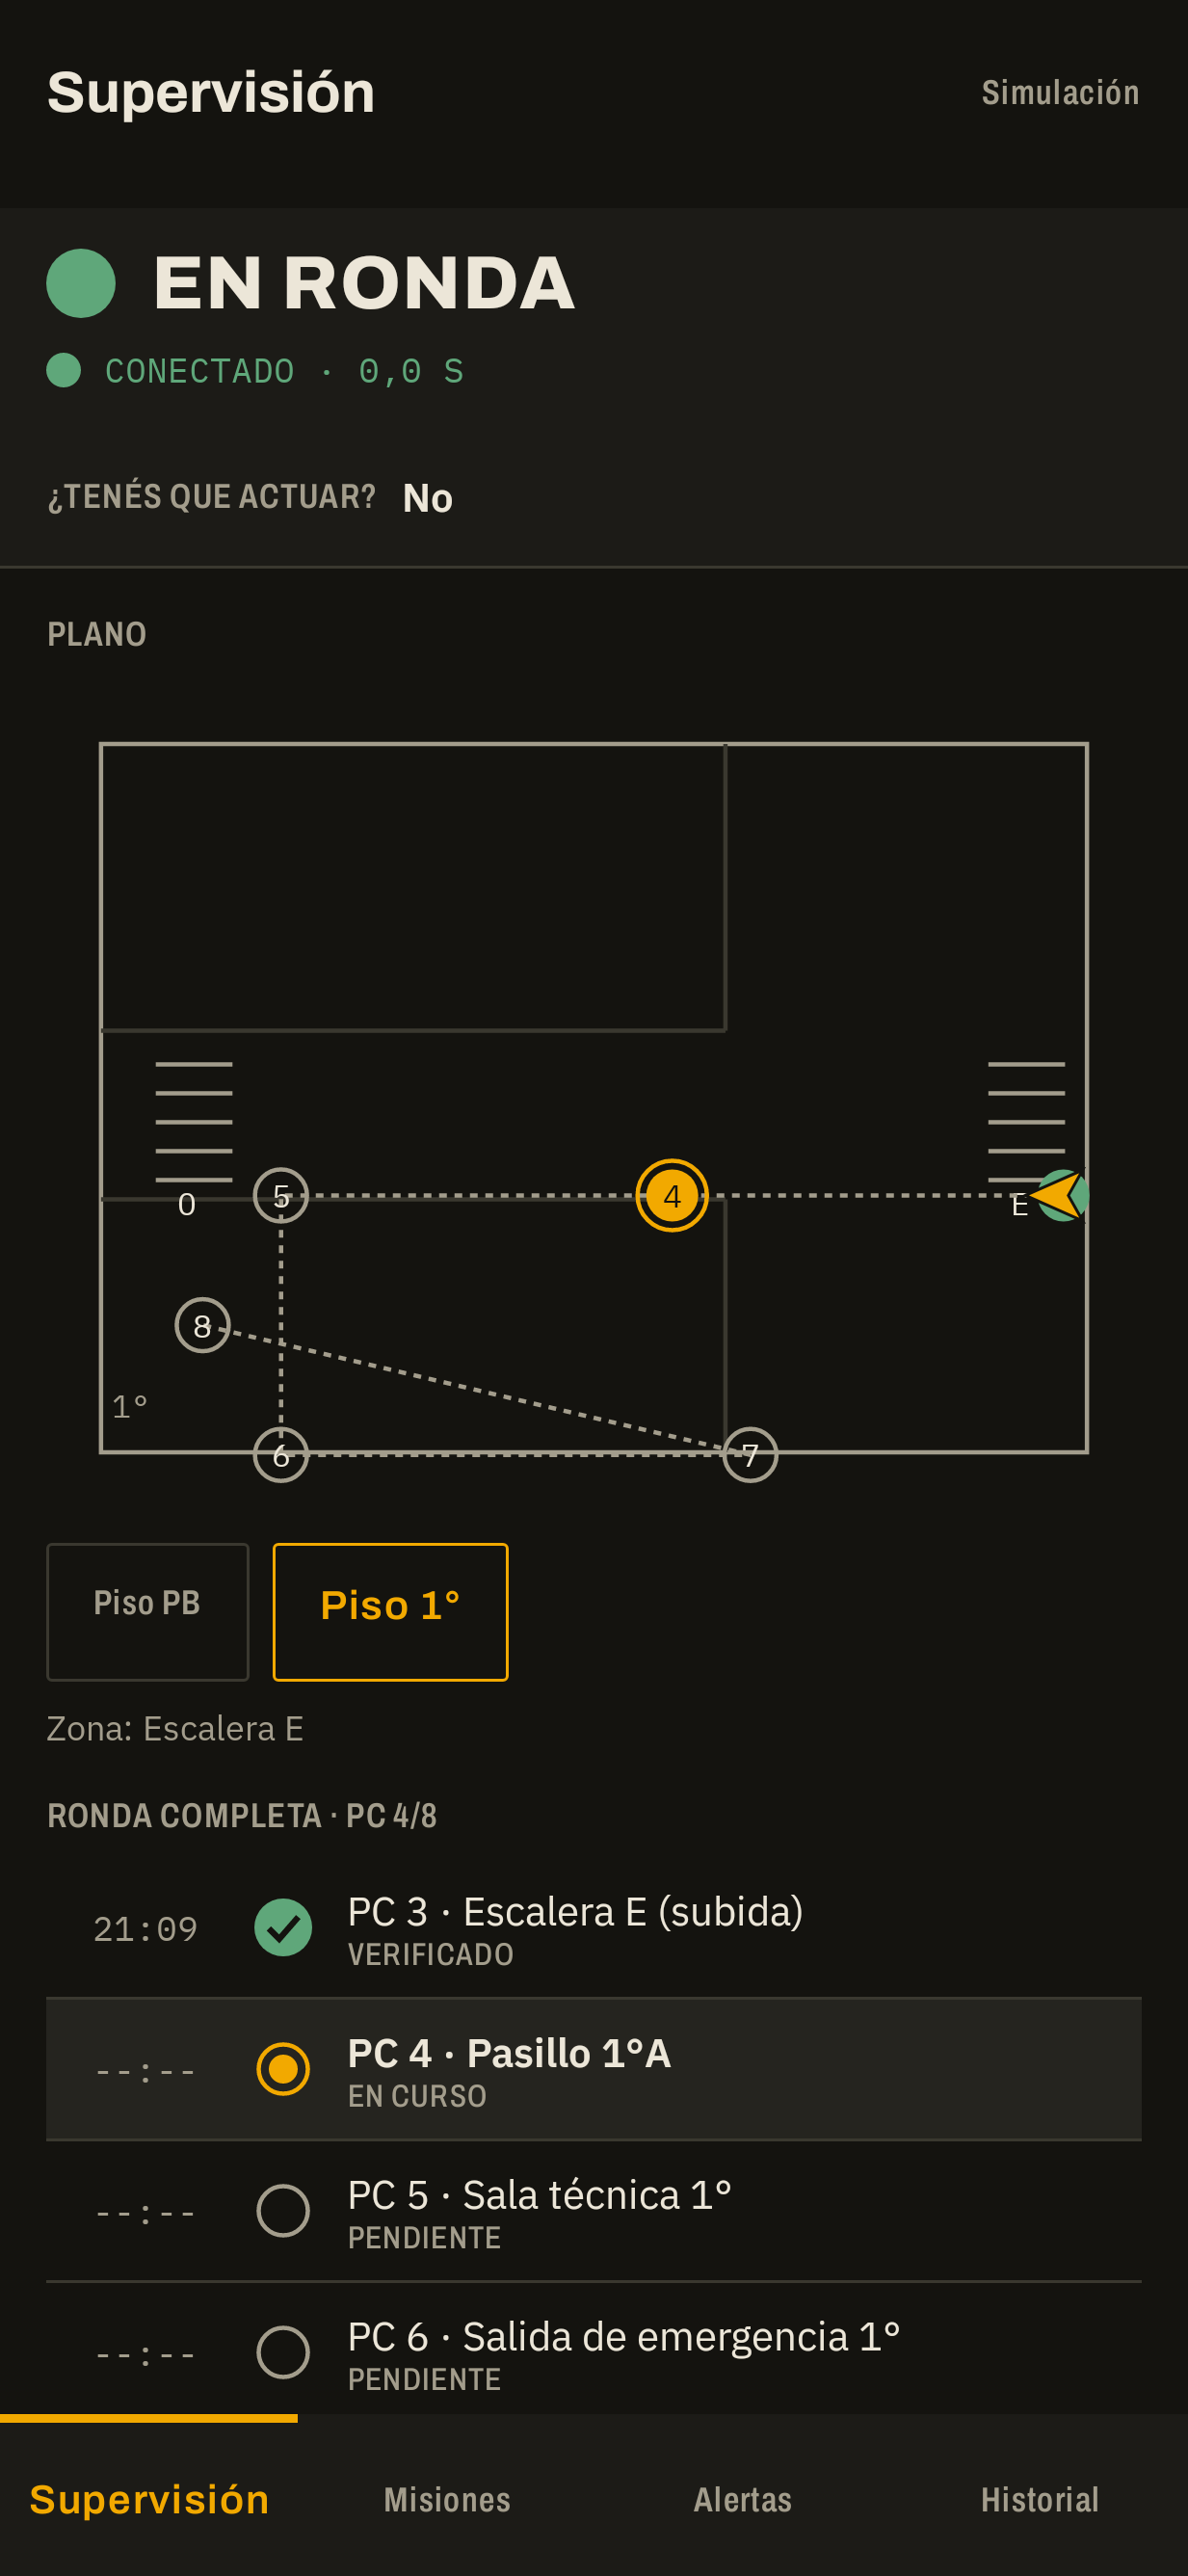 Supervisión
Simulación
EN RONDA
CONECTADO · 0,0 S
¿TENÉS QUE ACTUAR? No
PLANO
O
5
4
E
8
1°
6
7
Piso PB
Piso 1°
Zona: Escalera E
RONDA COMPLETA · PC 4/8
21:09
PC 3 · Escalera E (subida)
VERIFICADO
--:--
PC 4 · Pasillo 1°A
EN CURSO
--:--
PC 5 · Sala técnica 1°
PENDIENTE
--:--
PC 6 · Salida de emergencia 1°
PENDIENTE
Supervisión
Misiones
Alertas
Historial